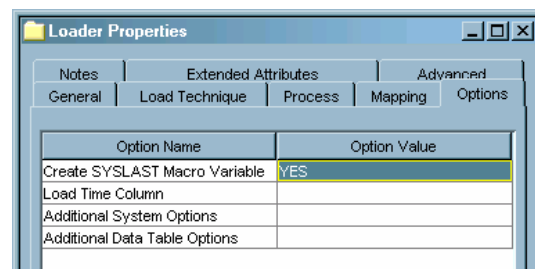 Loader Properties
Notes Extended Attributes Advanced
General Load Technique Process Mapping Options
Option Name Option Value
Create SYSLAST Macro Variable YES
Load Time Column
Additional System Options
Additional Data Table Options